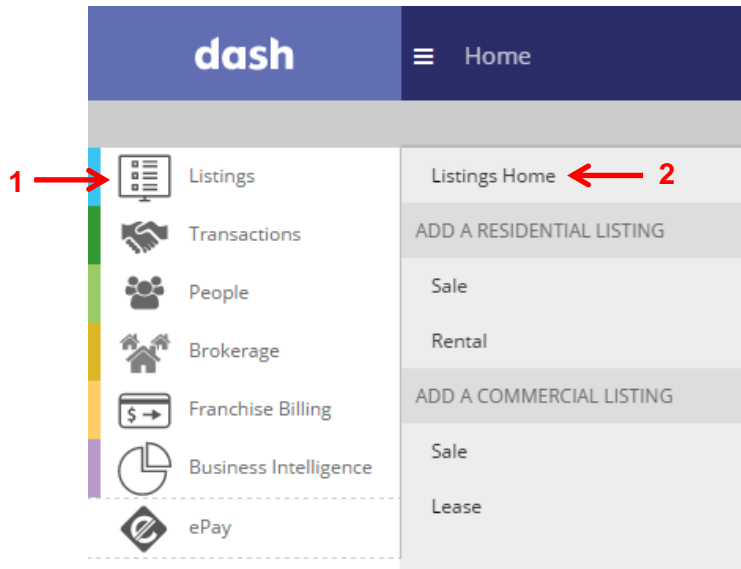 dash
Home
1
Listings
Transactions
People
Brokerage
$
Franchise Billing
Business Intelligence
e
ePay
Listings Home
2
ADD A RESIDENTIAL LISTING
Sale
Rental
ADD A COMMERCIAL LISTING
Sale
Lease